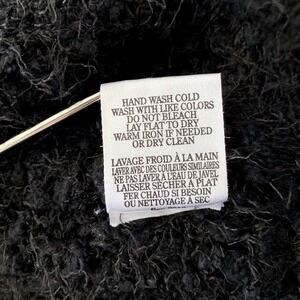 HAND WASH COLD
WASH WITH LIKE COLORS
DO NOT BLEACH
LAY FLAT TO DRY
WARM IRON IF NEEDED
OR DRY CLEAN
LAVAGE FROID À LA MAIN
LAVER AVEC DES COULEURS SIMILAIRES
NE PAS LAVER À L'EAU DE JAVEL
LAISSER SÉCHER A PLAT
FER CHAUD SI BESOIN
OU NETTOYAGE À SEC